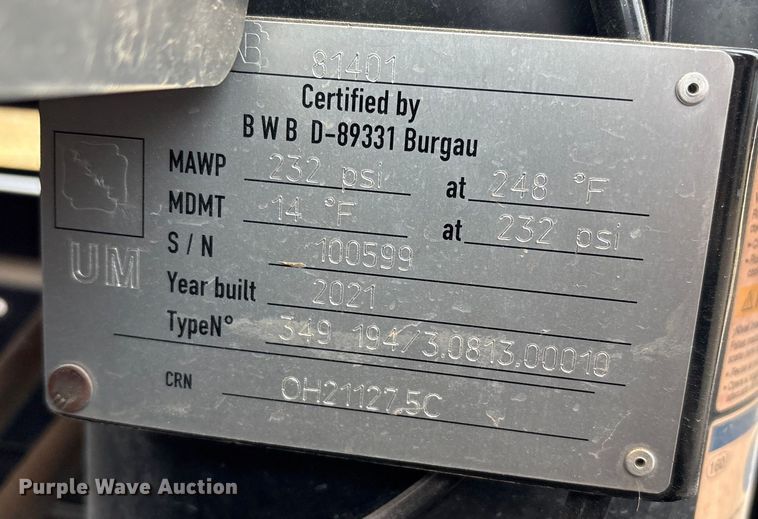 81401
Certified by
B W B D-89331 Burgau
MAWP 232 psi at 248 °F
MDMT -14 °F at 232 psi
S / N 100599
Year built 2021
TypeN° 349 194/3.0813.00010
CRN OH21127.5C
UM
Purple Wave Auction